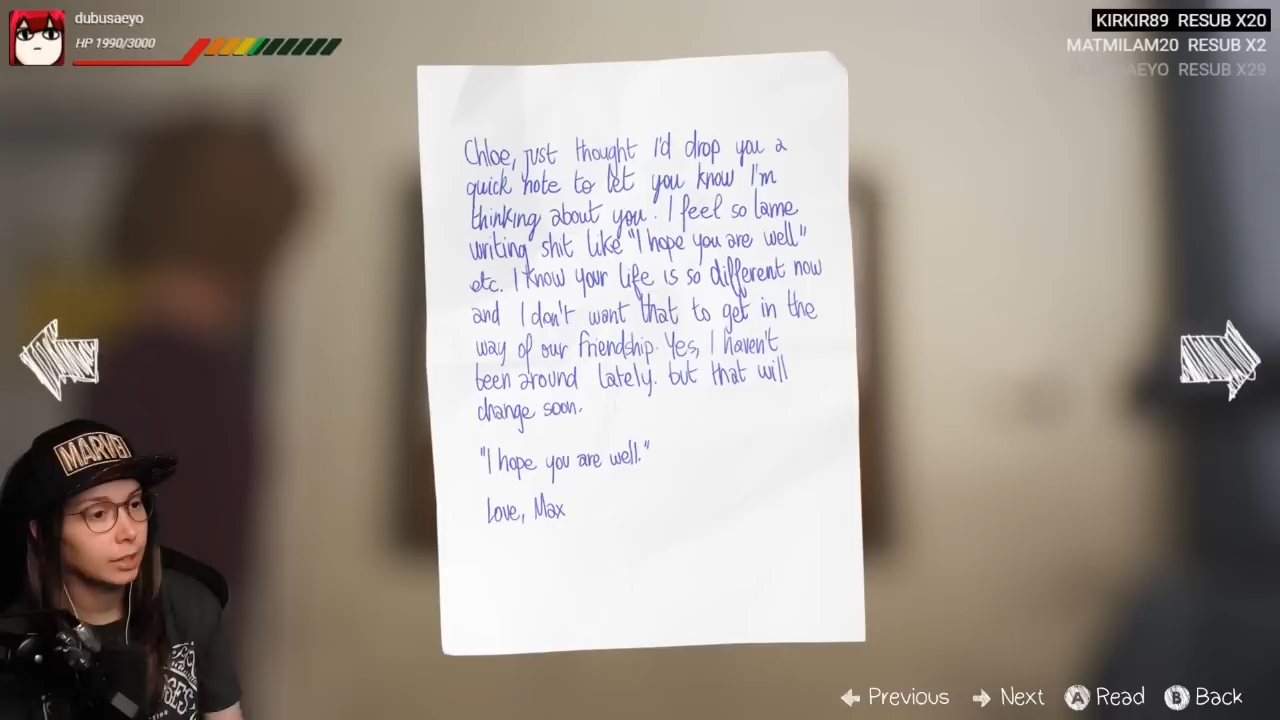 dubusaeyo
HP 1990/3000
KIRKIR89 RESUB X20
MATMILAM20 RESUB X2
RESUB X29
Chloe, just thought I'd drop you a
quick note to let you know I'm
thinking about you. I feel so lame
writing shit like "I hope you are well"
etc. I know your life is so different now
and I don't want that to get in the
way of our friendship. Yes, I haven't
been around lately. but that will
change soon.
"I hope you are well."
Love, Max
MARVEL
Previous Next A Read B Back